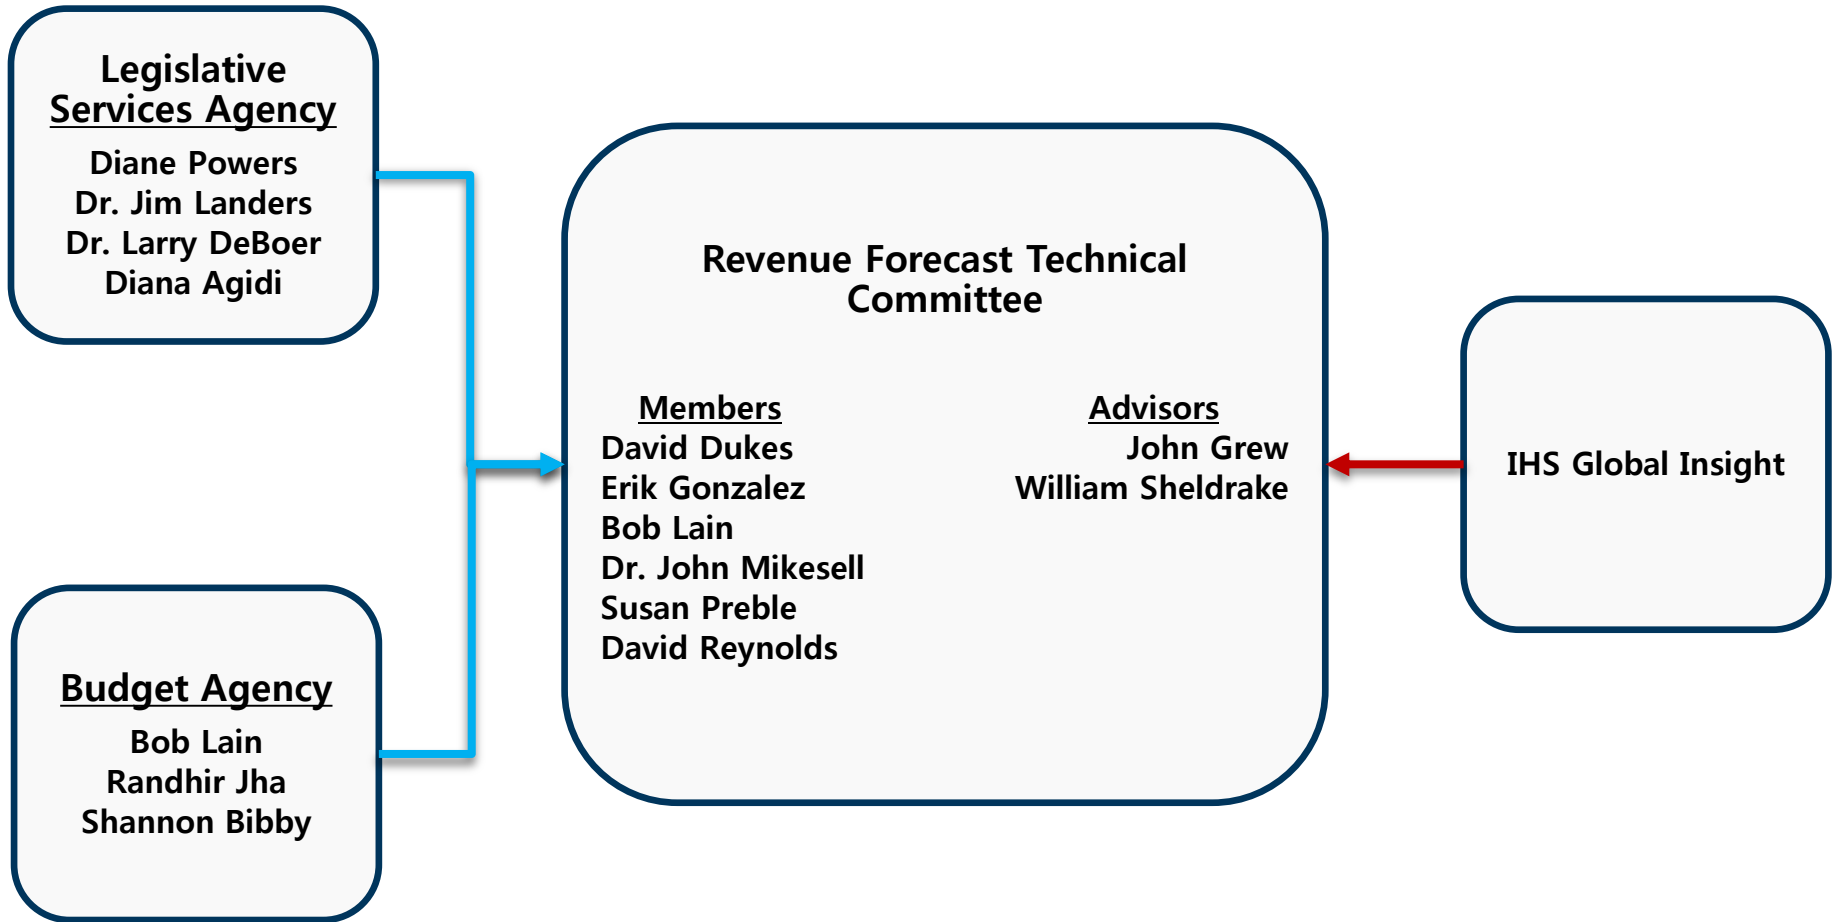 Legislative
Services Agency
Diane Powers
Dr. Jim Landers
Dr. Larry DeBoer
Diana Agidi
Budget Agency
Bob Lain
Randhir Jha
Shannon Bibby
Revenue Forecast Technical
Committee
Members
David Dukes
Erik Gonzalez
Bob Lain
Dr. John Mikesell
Susan Preble
David Reynolds
Advisors
John Grew
William Sheldrake
IHS Global Insight